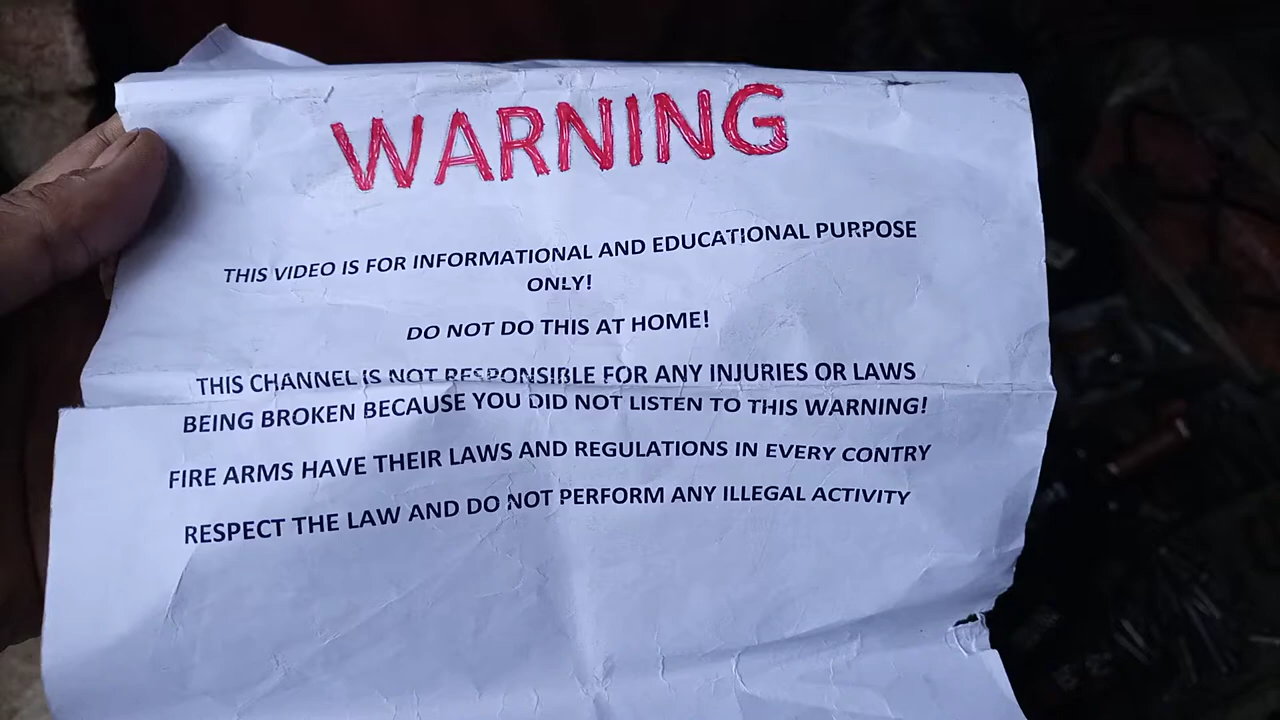 WARNING
THIS VIDEO IS FOR INFORMATIONAL AND EDUCATIONAL PURPOSE
ONLY!
DO NOT DO THIS AT HOME!
THIS CHANNEL IS NOT RESPONSIBLE FOR ANY INJURIES OR LAWS
BEING BROKEN BECAUSE YOU DID NOT LISTEN TO THIS WARNING!
FIRE ARMS HAVE THEIR LAWS AND REGULATIONS IN EVERY CONTRY
RESPECT THE LAW AND DO NOT PERFORM ANY ILLEGAL ACTIVITY